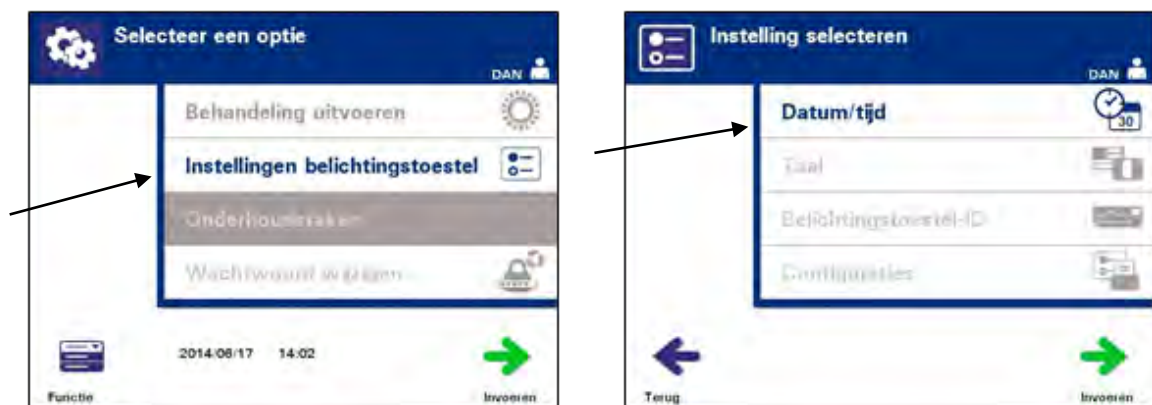 Selecteer een optie
DAN
Behandeling uitvoeren
Instellingen belichtingstoestel
Onderhoudstaken
Wachtwoord wijzigen
2014/06/17 14:02
Functie
Invoeren
Instelling selecteren
DAN
Datum/tijd
30
Taal
Belichtingstoestel-ID
Configuraties
Terug
Invoeren